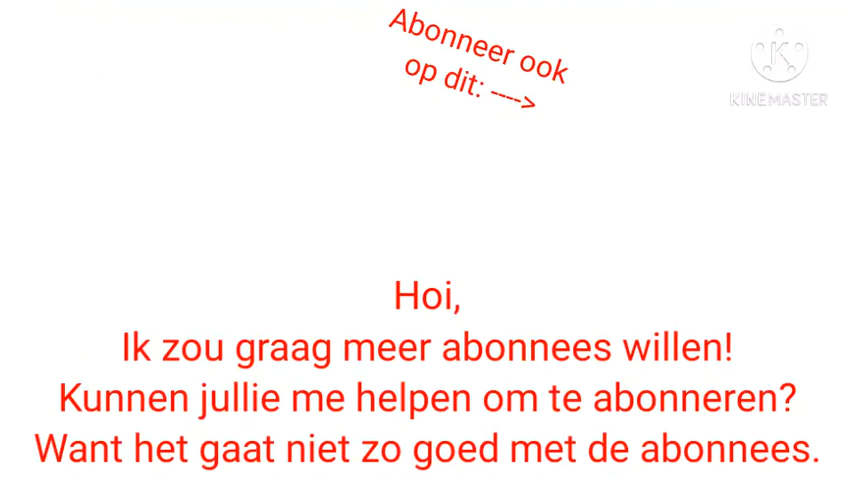 Abonneer ook
op dit: ---->
KINEMASTER
Hoi,
Ik zou graag meer abonnees willen!
Kunnen jullie me helpen om te abonneren?
Want het gaat niet zo goed met de abonnees.